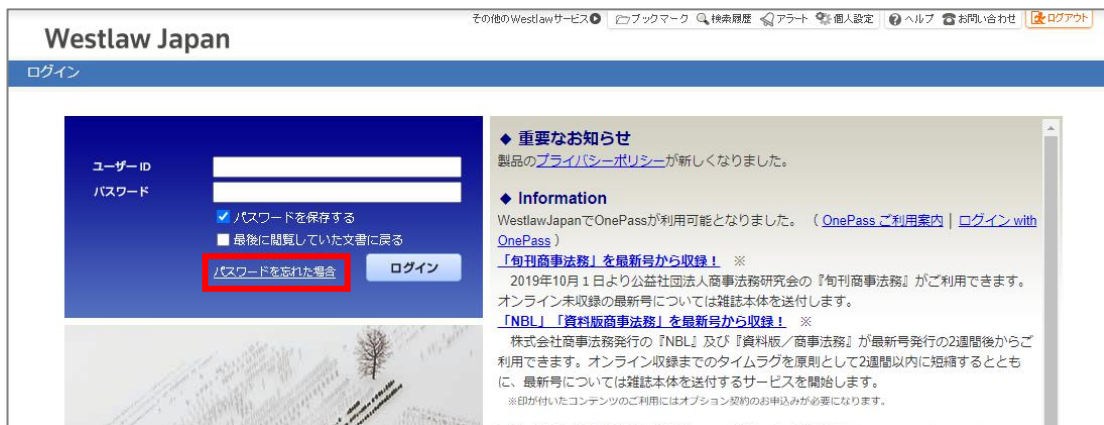 その他のWestlawサービス ブックマーク 検索履歴 アラート 個人設定 ヘルプ お問い合わせ ログアウト
Westlaw Japan
ログイン
ユーザー ID
パスワード
パスワードを保存する
最後に閲覧していた文書に戻る
パスワードを忘れた場合 ログイン
◆ 重要なお知らせ
製品のプライバシーポリシーが新しくなりました。
◆ Information
WestlawJapanでOnePassが利用可能となりました。 ( OnePass ご利用案内 | ログイン with
OnePass )
「旬刊商事法務」を最新号から収録！ ※
2019年10月１日より公益社団法人商事法務研究会の『旬刊商事法務』がご利用できます。
オンライン未収録の最新号については雑誌本体を送付します。
「NBL」「資料版商事法務」を最新号から収録！ ※
株式会社商事法務発行の『NBL』及び『資料版／商事法務』が最新号発行の2週間後からご
利用できます。オンライン収録までのタイムラグを原則として2週間以内に短縮するととも
に、最新号については雑誌本体を送付するサービスを開始します。
※印が付いたコンテンツのご利用にはオプション契約のお申込みが必要になります。